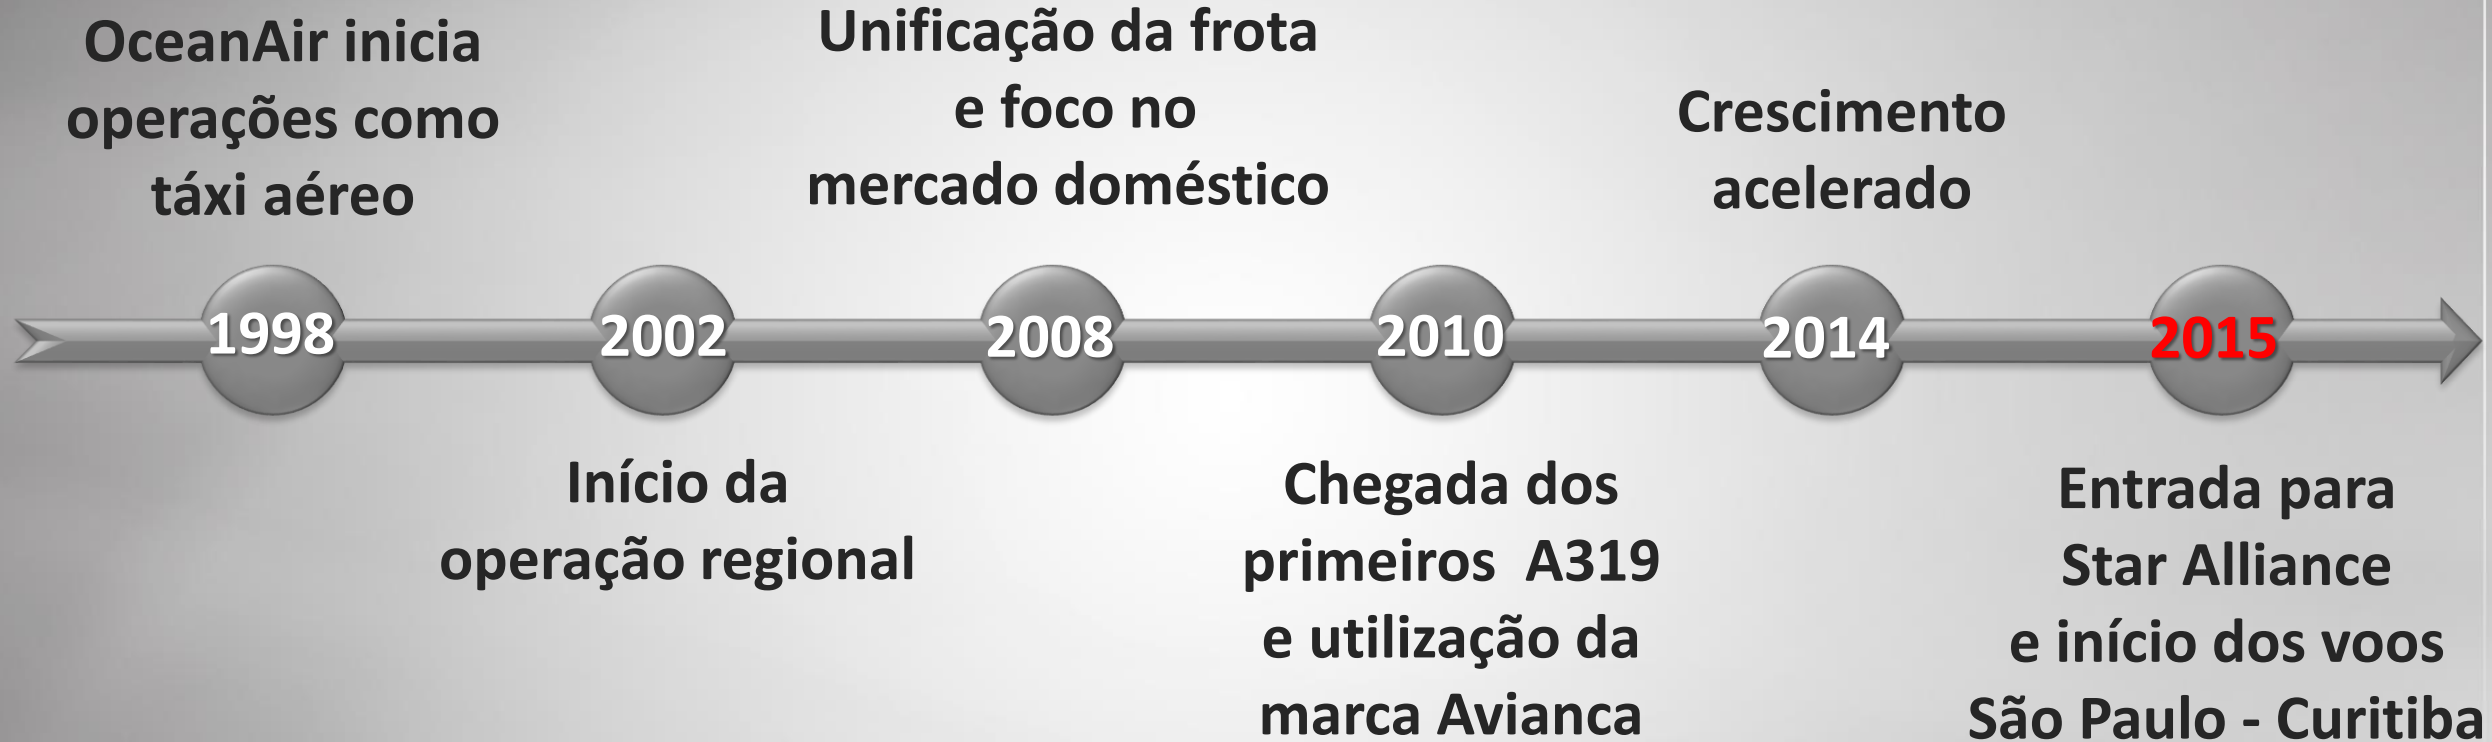 OceanAir inicia
operações como
táxi aéreo
Unificação da frota
e foco no
mercado doméstico
Crescimento
acelerado
1998
2002
2008
2010
2014
2015
Início da
operação regional
Chegada dos
primeiros  A319
e utilização da
marca Avianca
Entrada para
Star Alliance
e início dos voos
São Paulo - Curitiba